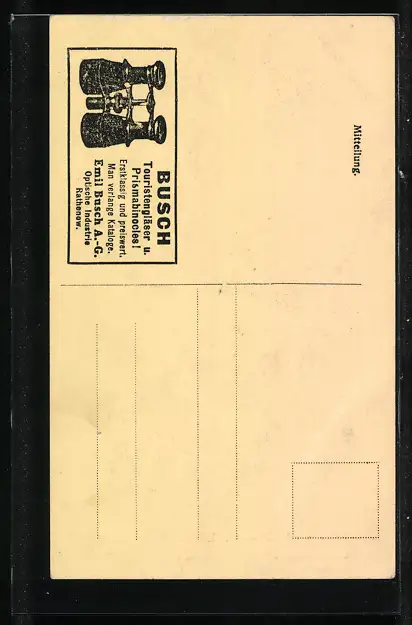 Mitteilung.
BUSCH
Touristengläser u.
Prismabinocles!
Erstklassig und preiswert.
Man verlange Kataloge.
Emil Busch A.-G.
Optische Industrie
Rathenow.